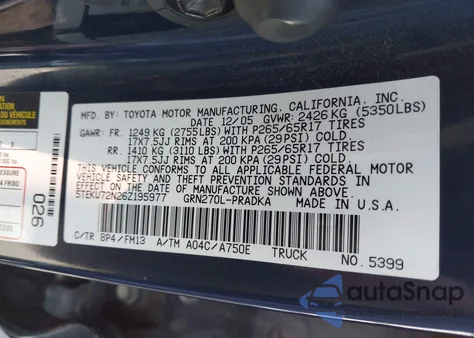 MFD. BY: TOYOTA MOTOR MANUFACTURING, CALIFORNIA, INC.
DATE 12/05 GVWR: 2426 KG (5350LBS)
GAWR: FR. 1249 KG (2755LBS) WITH P265/65R17 TIRES
17X7.5JJ RIMS AT 200 KPA (29PSI) COLD.
RR. 1410 KG (3110 LBS) WITH P265/65R17 TIRES
17X7.5JJ RIMS AT 200 KPA (29PSI) COLD.
THIS VEHICLE CONFORMS TO ALL APPLICABLE FEDERAL MOTOR
VEHICLE SAFETY AND THEFT PREVENTION STANDARDS IN
EFFECT ON THE DATE OF MANUFACTURE SHOWN ABOVE.
5TEKU72N26Z195977 GRN270L-PRADKA MADE IN U.S.A.
C/TR 8P4/FM13 A/TM A04C/A750E TRUCK NO. 5399
026
DU VÉHICULE
autoSnap